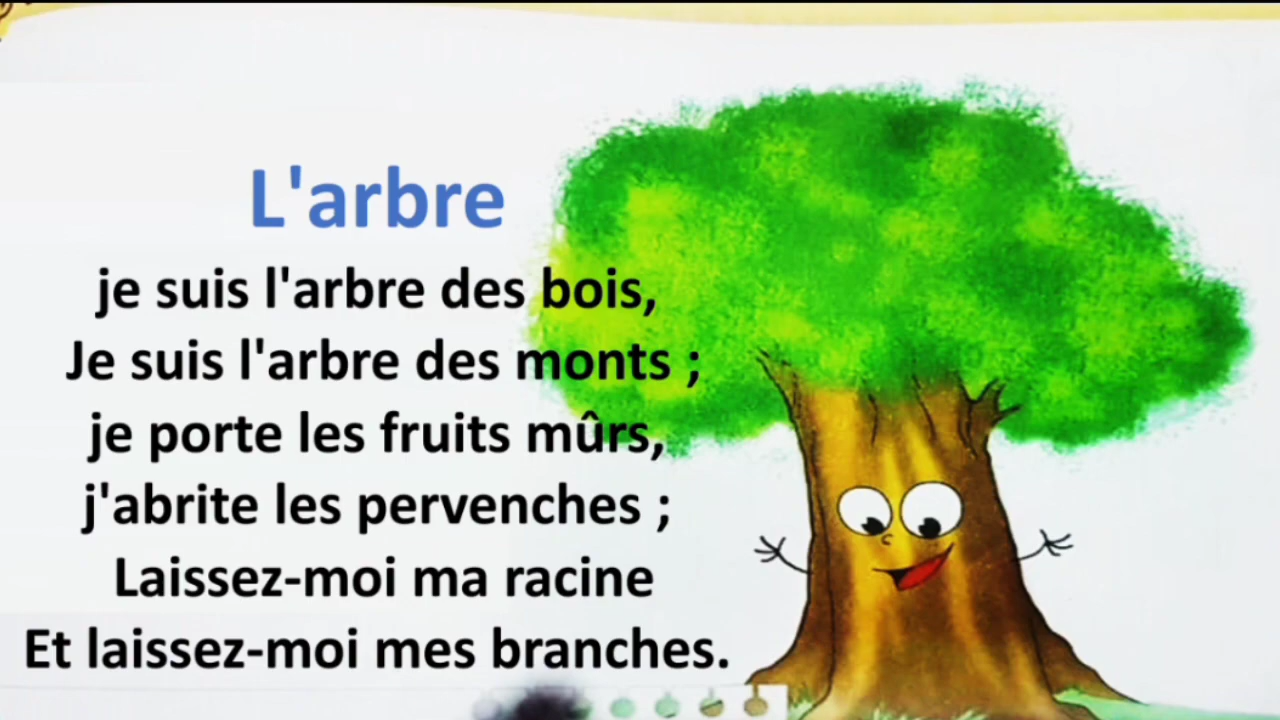 L'arbre
je suis l'arbre des bois,
Je suis l'arbre des monts ;
je porte les fruits mûrs,
j'abrite les pervenches ;
Laissez-moi ma racine
Et laissez-moi mes branches.